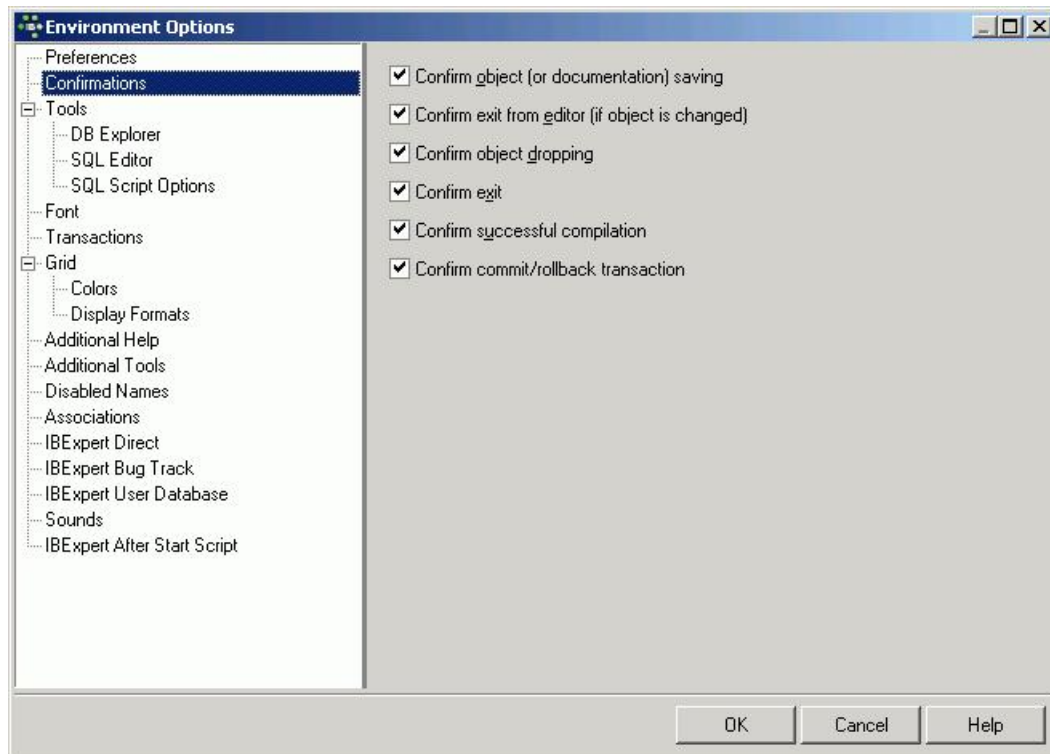 Environment Options
Preferences
Confirmations
Tools
DB Explorer
SQL Editor
SQL Script Options
Font
Transactions
Grid
Colors
Display Formats
Additional Help
Additional Tools
Disabled Names
Associations
IBExpert Direct
IBExpert Bug Track
IBExpert User Database
Sounds
IBExpert After Start Script
Confirm object (or documentation) saving
Confirm exit from editor (if object is changed)
Confirm object dropping
Confirm exit
Confirm successful compilation
Confirm commit/rollback transaction
OK
Cancel
Help